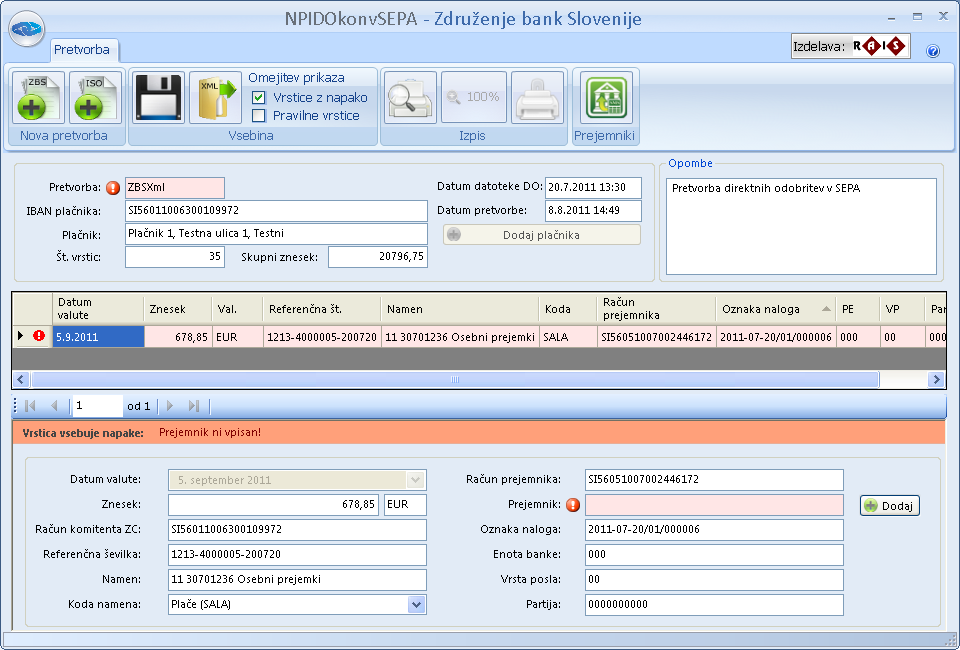 NPIDOkonvSEPA - Združenje bank Slovenije
Pretvorba
Izdelava: RAIS
ZBS
ISO
Nova pretvorba
XML
Omejitev prikaza
Vrstice z napako
Pravilne vrstice
Vsebina
100%
Izpis
Prejemniki
Pretvorba: ZBSXml
Datum datoteke DO: 20.7.2011 13:30
IBAN plačnika: SI56011006300109972
Datum pretvorbe: 8.8.2011 14:49
Plačnik: Plačnik 1, Testna ulica 1, Testni
Dodaj plačnika
Št. vrstic: 35 Skupni znesek: 20796,75
Opombe
Pretvorba direktnih odobritev v SEPA
Datum valute Znesek Val. Referenčna št. Namen Koda Račun prejemnika Oznaka naloga PE VP Par
5.9.2011 678,85 EUR 1213-4000005-200720 11 30701236 Osebni prejemki SALA SI56051007002446172 2011-07-20/01/000006 000 00 000
1 od 1
Vrstica vsebuje napake: Prejemnik ni vpisan!
Datum valute: 5. september 2011
Račun prejemnika: SI56051007002446172
Znesek: 678,85 EUR
Prejemnik: Dodaj
Račun komitenta ZC: SI56011006300109972
Oznaka naloga: 2011-07-20/01/000006
Referenčnaševilka: 1213-4000005-200720
Enota banke: 000
Namen: 11 30701236 Osebni prejemki
Vrsta posla: 00
Koda namena: Plače (SALA)
Partija: 0000000000